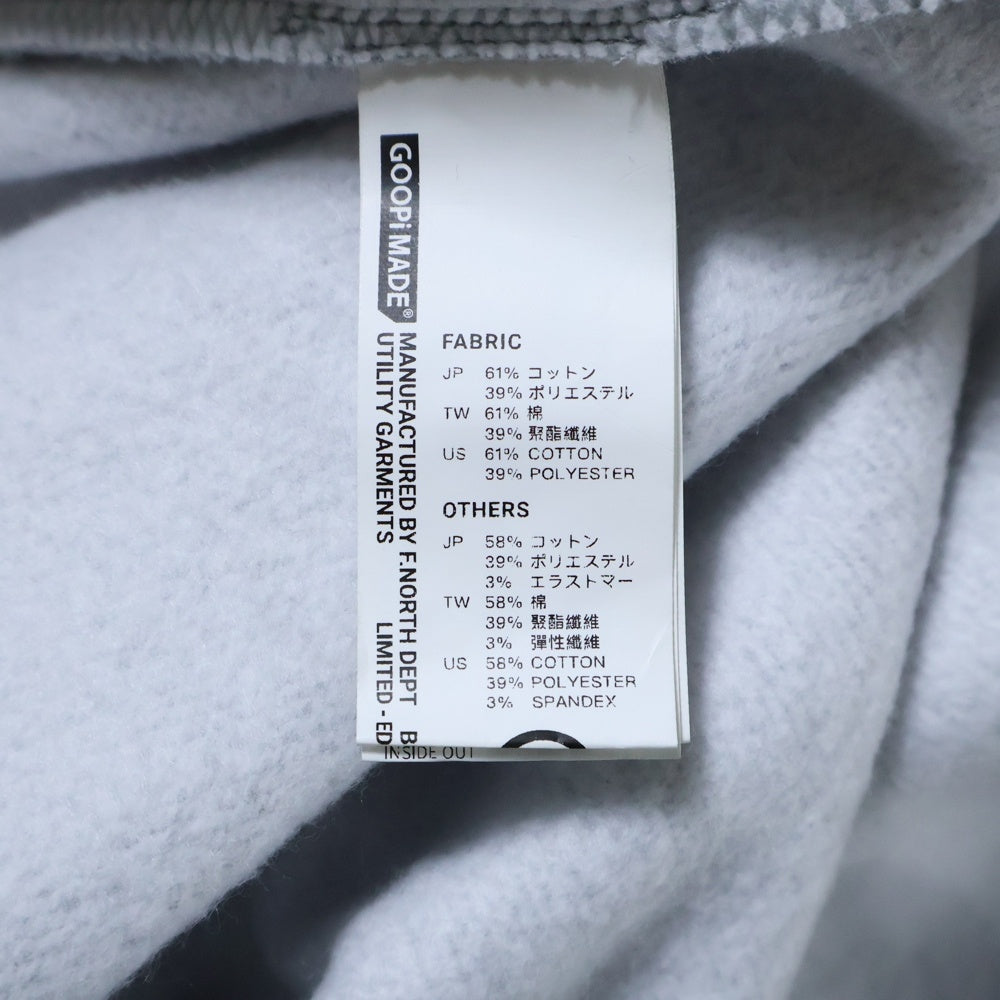 GOOPiMADE®
MANUFACTURED BY F.NORTH DEPT
UTILITY GARMENTS
LIMITED - ED
FABRIC
JP 61% コットン
39% ポリエステル
TW 61% 棉
39% 聚酯纖維
US 61% COTTON
39% POLYESTER
OTHERS
JP 58% コットン
39% ポリエステル
3% エラストマー
TW 58% 棉
39% 聚酯纖維
3% 彈性纖維
US 58% COTTON
39% POLYESTER
3% SPANDEX
INSIDE OUT